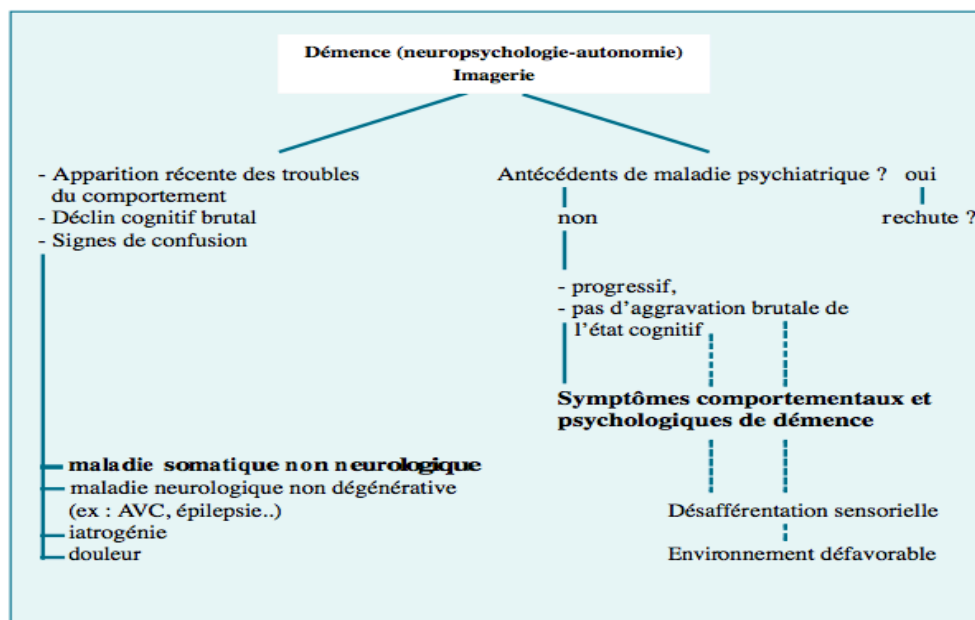 Démence (neuropsychologie-autonomie)
Imagerie
- Apparition récente des troubles
du comportement
- Déclin cognitif brutal
- Signes de confusion
Antécédents de maladie psychiatrique ? oui
non
rechute ?
- progressif,
- pas d'aggravation brutale de
l'état cognitif
Symptômes comportementaux et
psychologiques de démence
maladie somatique non neurologique
maladie neurologique non dégénérative
(ex : AVC, épilepsie..)
iatrogénie
douleur
Désafférentation sensorielle
Environnement défavorable